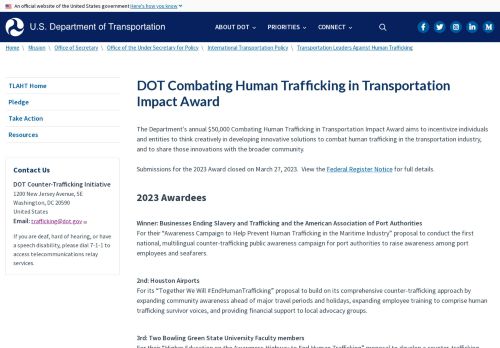 An official website of the United States government Here's how you know
U.S. Department of Transportation
ABOUT DOT
PRIORITIES
CONNECT
Home \ Mission \ Office of Secretary \ Office of the Under Secretary for Policy \ International Transportation Policy \ Transportation Leaders Against Human Trafficking
TLAHT Home
Pledge
Take Action
Resources
Contact Us
DOT Counter-Trafficking Initiative
1200 New Jersey Avenue, SE
Washington, DC 20590
United States
Email: trafficking@dot.gov
If you are deaf, hard of hearing, or have
a speech disability, please dial 7-1-1 to
access telecommunications relay
services.
DOT Combating Human Trafficking in Transportation
Impact Award
The Department's annual $50,000 Combating Human Trafficking in Transportation Impact Award aims to incentivize individuals
and entities to think creatively in developing innovative solutions to combat human trafficking in the transportation industry,
and to share those innovations with the broader community.
Submissions for the 2023 Award closed on March 27, 2023. View the Federal Register Notice for full details.
2023 Awardees
Winner: Businesses Ending Slavery and Trafficking and the American Association of Port Authorities
For their "Awareness Campaign to Help Prevent Human Trafficking in the Maritime Industry" proposal to conduct the first
national, multilingual counter-trafficking public awareness campaign for port authorities to raise awareness among port
employees and seafarers.
2nd: Houston Airports
For its "Together We Will #EndHumanTrafficking" proposal to build on its comprehensive counter-trafficking approach by
expanding community awareness ahead of major travel periods and holidays, expanding employee training to comprise human
trafficking survivor voices, and providing financial support to local advocacy groups.
3rd: Two Bowling Green State University Faculty members